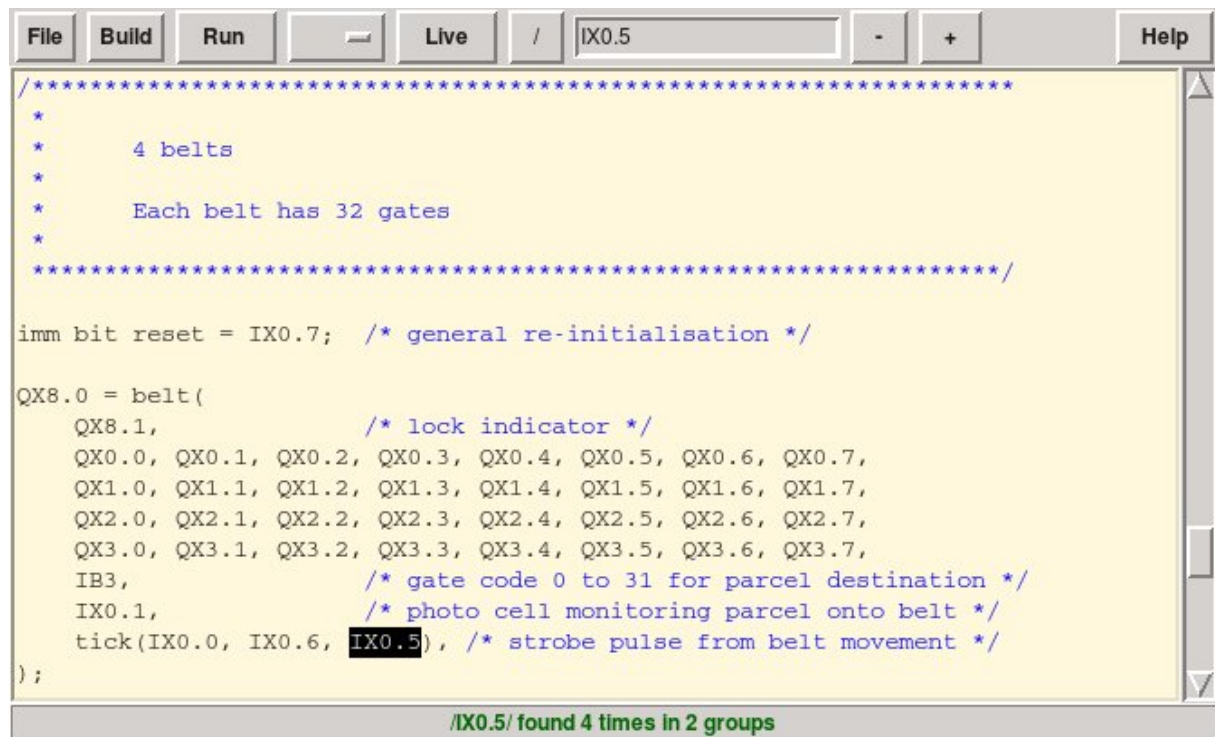 File Build Run Live / IX0.5 - + Help
/********************************************************************
*
* 4 belts
*
* Each belt has 32 gates
*
*******************************************************************/
imm bit reset = IX0.7; /* general re-initialisation */
QX8.0 = belt(
QX8.1, /* lock indicator */
QX0.0, QX0.1, QX0.2, QX0.3, QX0.4, QX0.5, QX0.6, QX0.7,
QX1.0, QX1.1, QX1.2, QX1.3, QX1.4, QX1.5, QX1.6, QX1.7,
QX2.0, QX2.1, QX2.2, QX2.3, QX2.4, QX2.5, QX2.6, QX2.7,
QX3.0, QX3.1, QX3.2, QX3.3, QX3.4, QX3.5, QX3.6, QX3.7,
IB3, /* gate code 0 to 31 for parcel destination */
IX0.1, /* photo cell monitoring parcel onto belt */
tick(IX0.0, IX0.6, IX0.5), /* strobe pulse from belt movement */
);
/IX0.5/ found 4 times in 2 groups